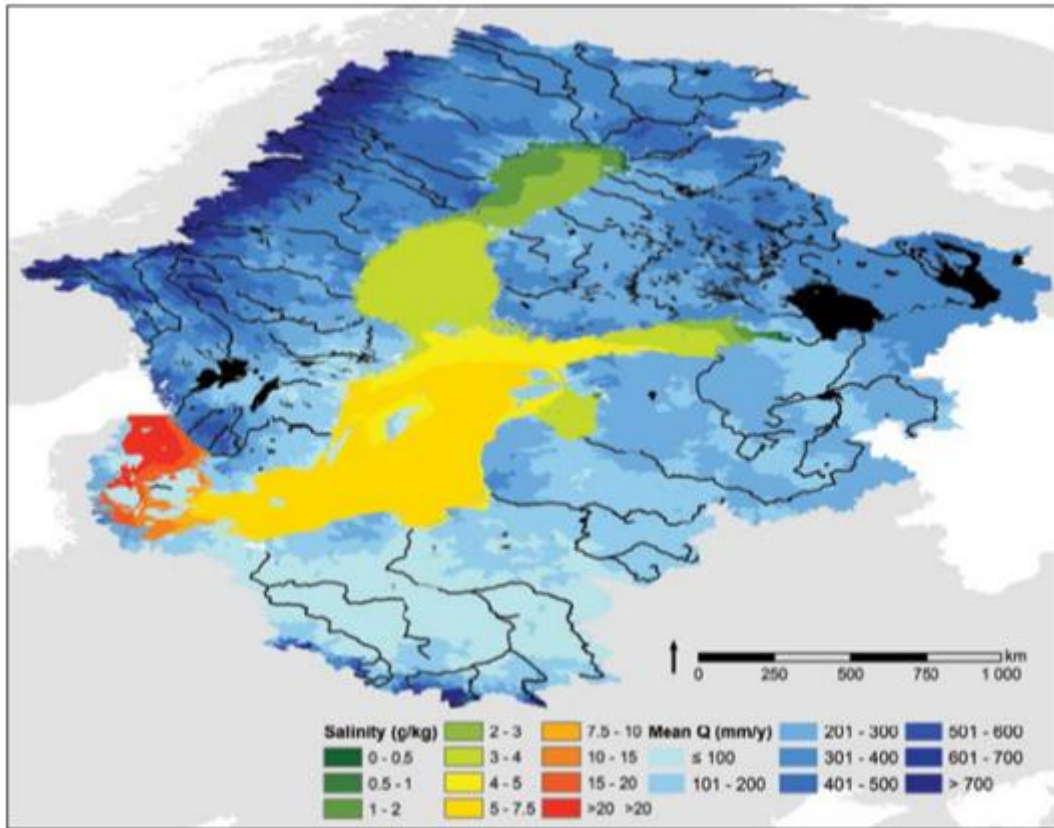 km
0 250 500 750 1 000
Salinity (g/kg) 2 - 3 7.5 - 10 Mean Q (mm/y) 201 - 300 501 - 600
0 - 0.5 3 - 4 10 - 15 ≤ 100 301 - 400 601 - 700
0.5 - 1 4 - 5 15 - 20 101 - 200 401 - 500 > 700
1 - 2 5 - 7.5 >20 >20